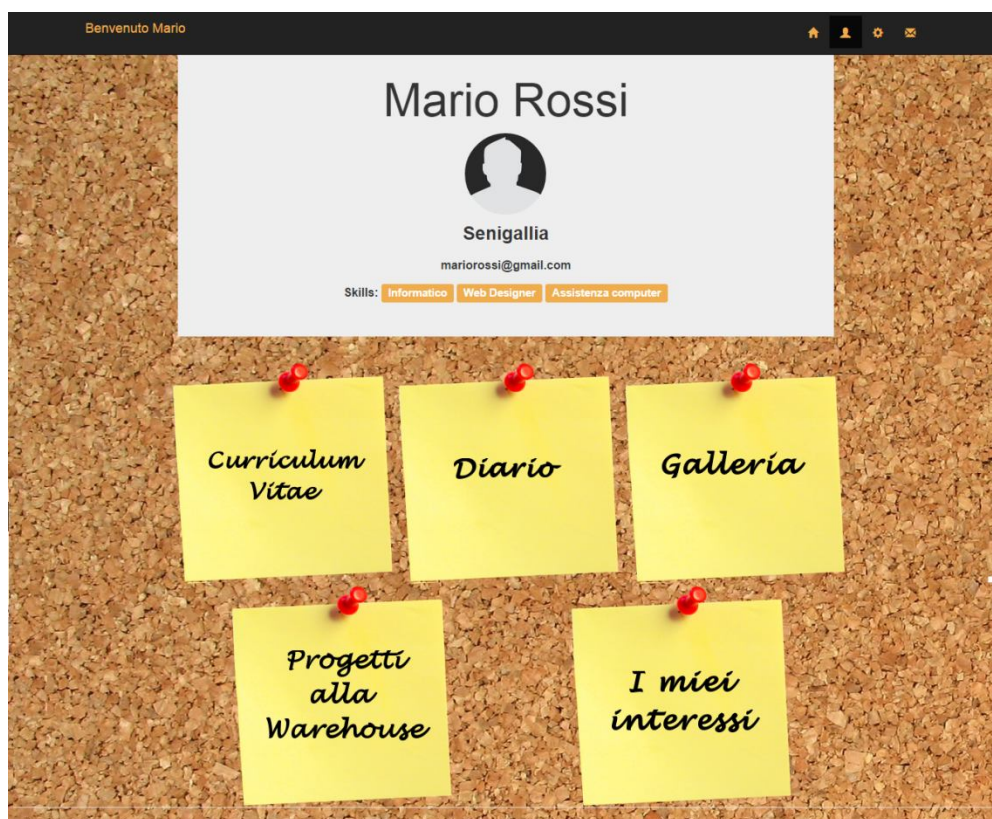 Benvenuto Mario
Mario Rossi
Senigallia
mariorossi@gmail.com
Skills: Informatico Web Designer Assistenza computer
Curriculum
Vitae
Diario
Galleria
Progetti
alla
Warehouse
I miei
interessi